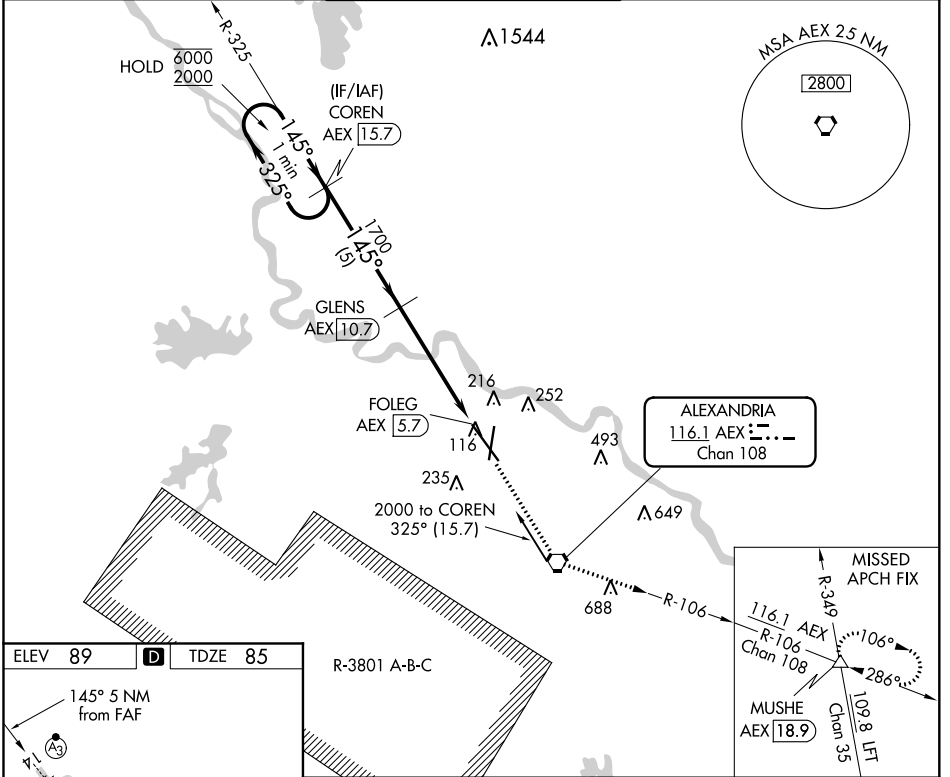 R-325
1544
HOLD 6000
2000
(IF/IAF)
COREN
AEX 15.7
MSA AEX 25 NM
2800
145°
1 min
325°
1700
145°
(5)
GLENS
AEX 10.7
FOLEG
AEX 5.7
216
252
116
493
235
649
ALEXANDRIA
116.1 AEX
Chan 108
2000 to COREN
325° (15.7)
688
R-106
R-3801 A-B-C
MISSED
APCH FIX
R-349
116.1 AEX
R-106
Chan 108
106°
286°
MUSHE
AEX 18.9
109.8 LFT
Chan 35
ELEV 89 D TDZE 85
145° 5 NM
from FAF
A3
14